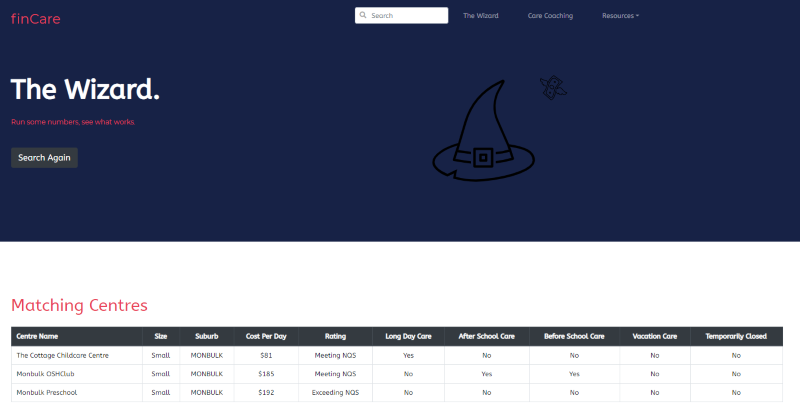 finCare
Search The Wizard Care Coaching Resources
The Wizard.
Run some numbers, see what works.
Search Again
Matching Centres
Centre Name Size Suburb Cost Per Day Rating Long Day Care After School Care Before School Care Vacation Care Temporarily Closed
The Cottage Childcare Centre Small MONBULK $81 Meeting NQS Yes No No No No
Monbulk OSHClub Small MONBULK $185 Meeting NQS No Yes Yes No No
Monbulk Preschool Small MONBULK $192 Exceeding NQS No No No No No